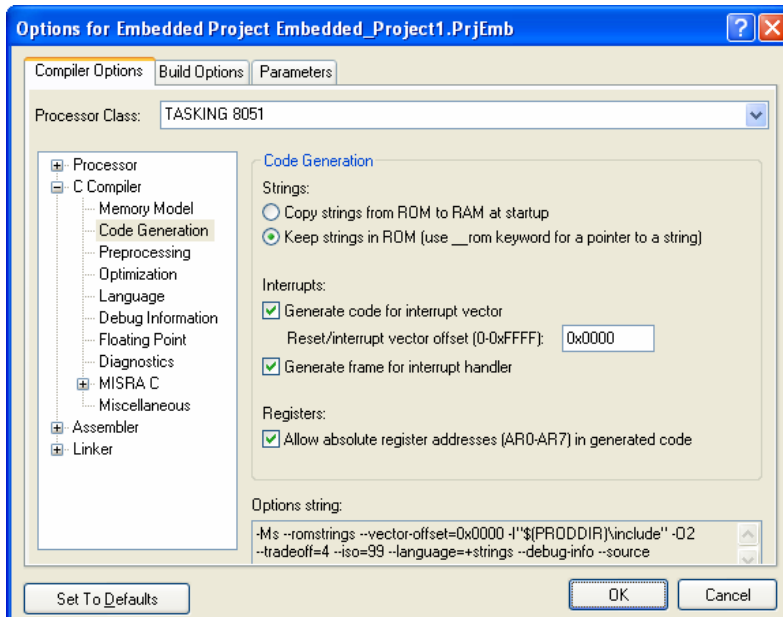 Options for Embedded Project Embedded_Project1.PrjEmb
Compiler Options Build Options Parameters
Processor Class: TASKING 8051
Processor
C Compiler
Memory Model
Code Generation
Preprocessing
Optimization
Language
Debug Information
Floating Point
Diagnostics
MISRA C
Miscellaneous
Assembler
Linker
Code Generation
Strings:
Copy strings from ROM to RAM at startup
Keep strings in ROM (use __rom keyword for a pointer to a string)
Interrupts:
Generate code for interrupt vector
Reset/interrupt vector offset (0-0xFFFF): 0x0000
Generate frame for interrupt handler
Registers:
Allow absolute register addresses (AR0-AR7) in generated code
Options string:
-Ms --romstrings --vector-offset=0x0000 -I"$(PRODDIR)\include" -O2
--tradeoff=4 --iso=99 --language=+strings --debug-info --source
Set To Defaults OK Cancel